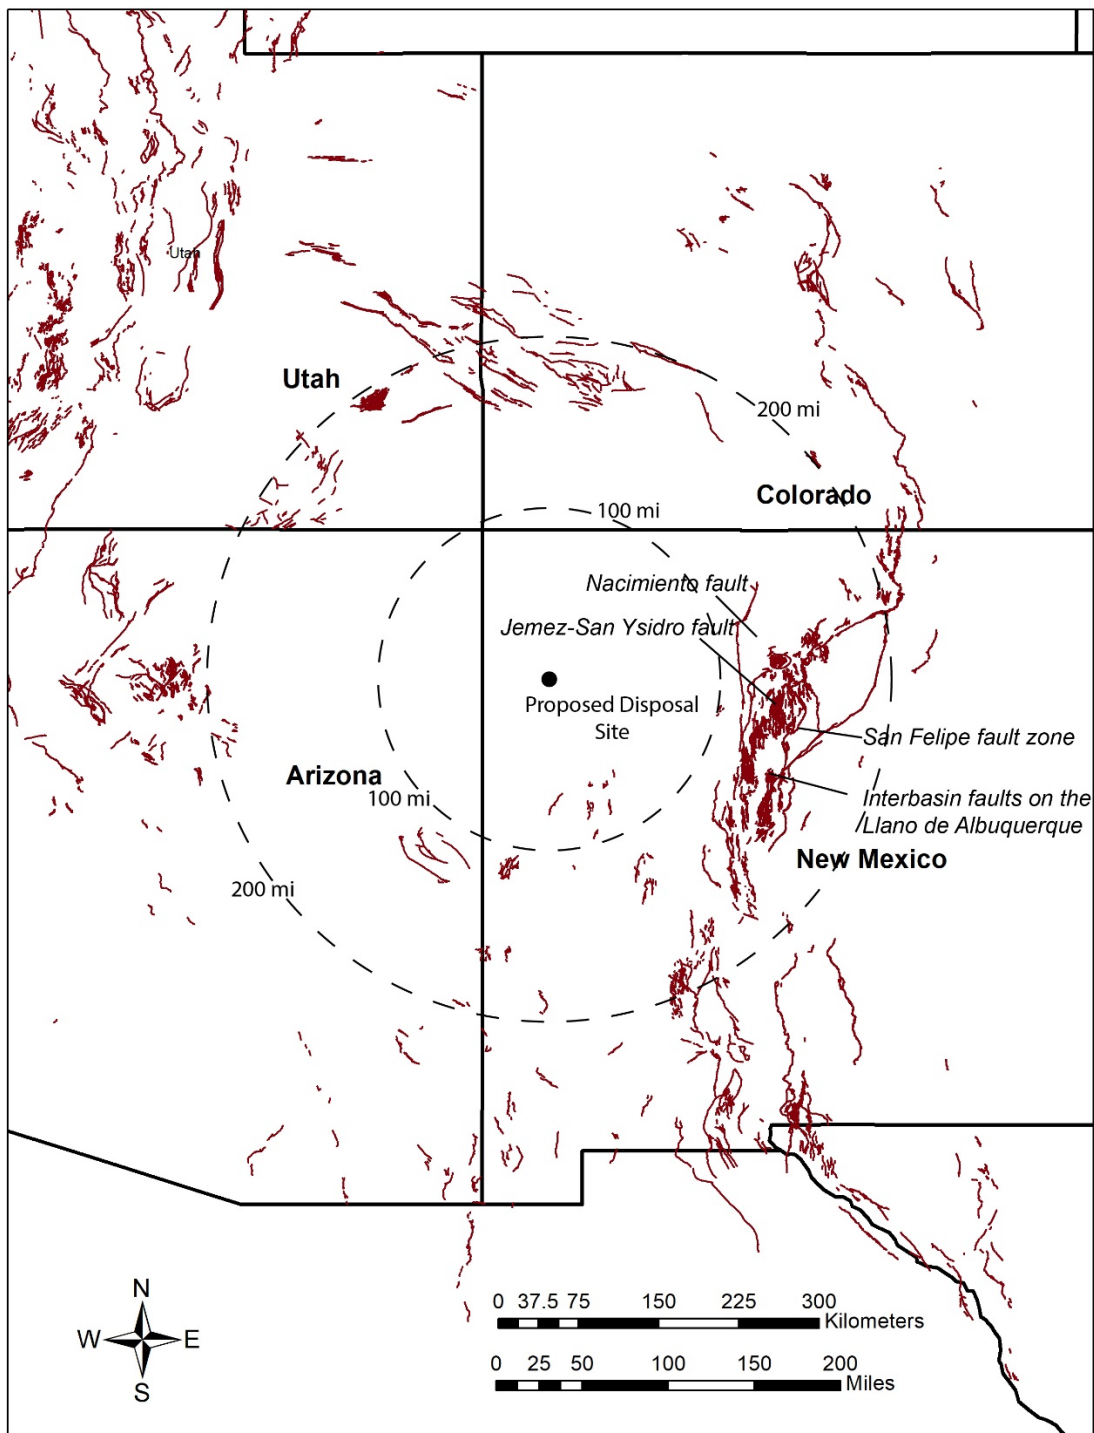 Utah
Utah
200 mi
Colorado
100 mi
Nacimiento fault
Jemez-San Ysidro fault
Proposed Disposal
Site
San Felipe fault zone
Arizona
100 mi
Interbasin faults on the
Llano de Albuquerque
New Mexico
200 mi
N
W E
S
0 37.5 75 150 225 300
Kilometers
0 25 50 100 150 200
Miles